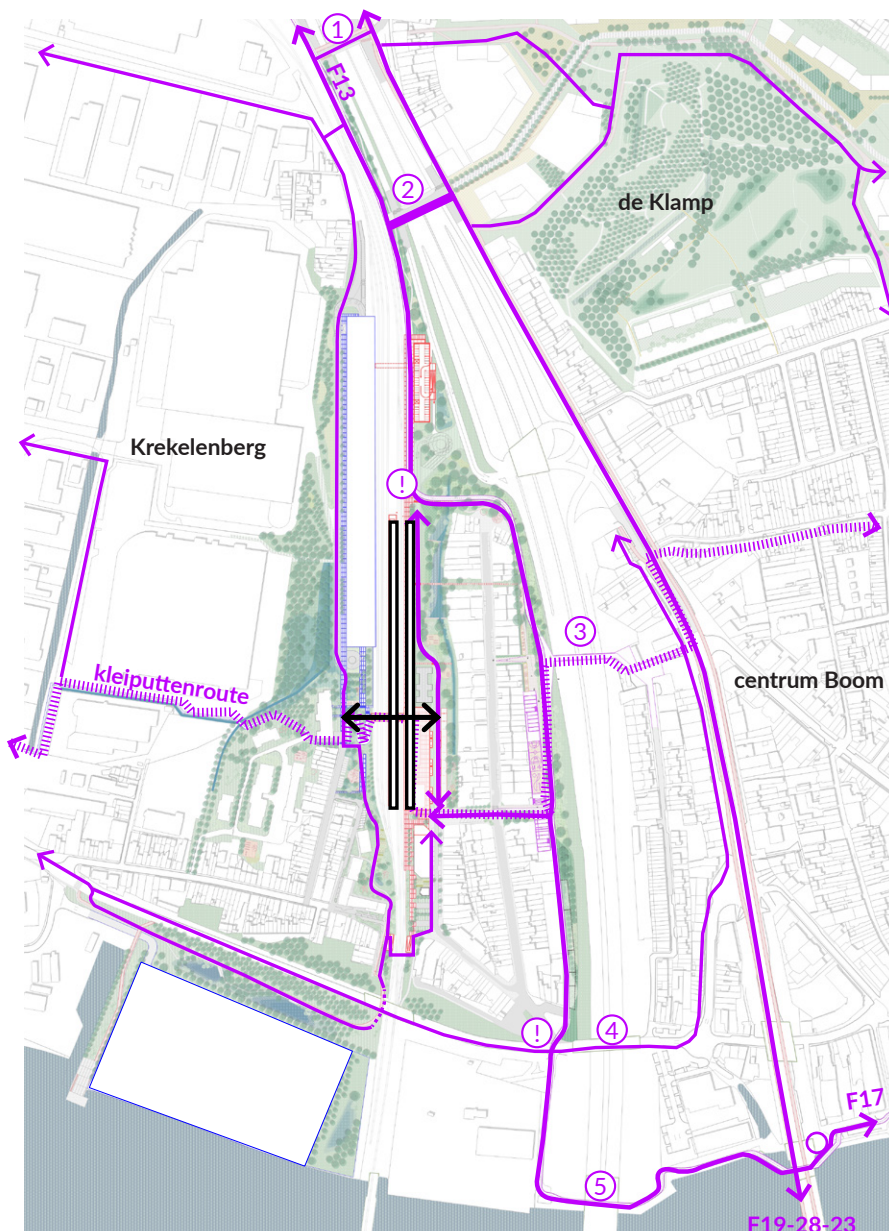 1
F13
2
de Klamp
Krekelenberg
!
3
kleiputtenroute
centrum Boom
!
4
F17
5
F19-28-23